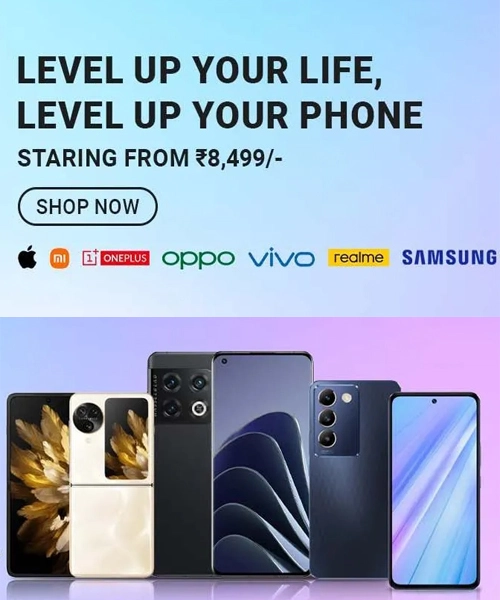 LEVEL UP YOUR LIFE,
LEVEL UP YOUR PHONE
STARING FROM ₹8,499/-
SHOP NOW
mi 1+ ONEPLUS oppo vivo realme SAMSUNG